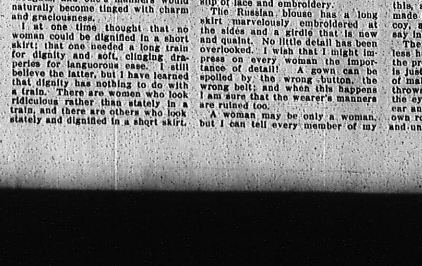 naturally become tinged with charm
and graciousness.
I at one time thought that no
woman could be dignified in a short
skirt; that one needed a long train
for dignity and soft, clinging dra-
peries for languorous ease. I still
believe the latter, but I have learned
that dignity has nothing to do with
a train. There are women who look
ridiculous rather than stately in a
train, and there are others who look
stately and dignified in a short skirt.
slip of lace and embroidery.
The Russian blouse has a long
skirt marvelously embroidered at
the sides and a girdle that is new
and quaint. No little detail has been
overlooked. I wish that I might im-
press on every woman the impor-
tance of detail! A gown can be
spoiled by the wrong button, the
wrong belt; and when this happens
I am sure that the wearer's manners
are ruined too.
A woman may be only a woman,
but I can tell every member of my
this,
made
coy,
say in
The
less h
the pr
is just
of
throw
the ey
ear an
own ro
and un